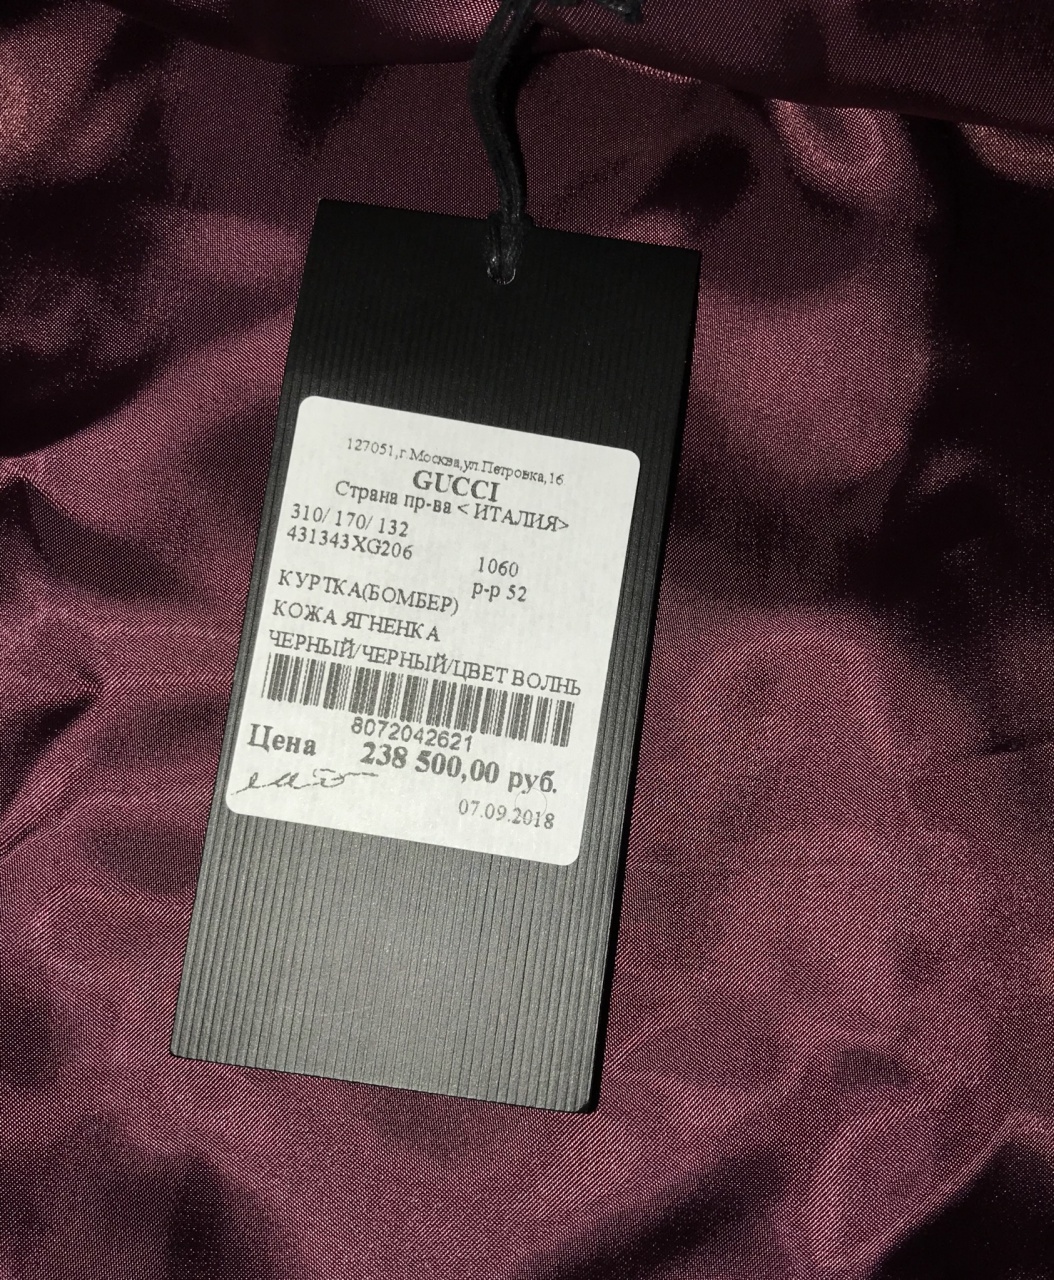 127051,г.Москва,ул.Петровка,16
GUCCI
Страна пр-ва < ИТАЛИЯ>
310/ 170/ 132
431343XG206 1060
КУРТКА(БОМБЕР) р-р 52
КОЖА ЯГНЕНКА
ЧЕРНЫЙ/ЧЕРНЫЙ/ЦВЕТ ВОЛНЬ
8072042621
Цена 238 500,00 руб.
07.09.2018